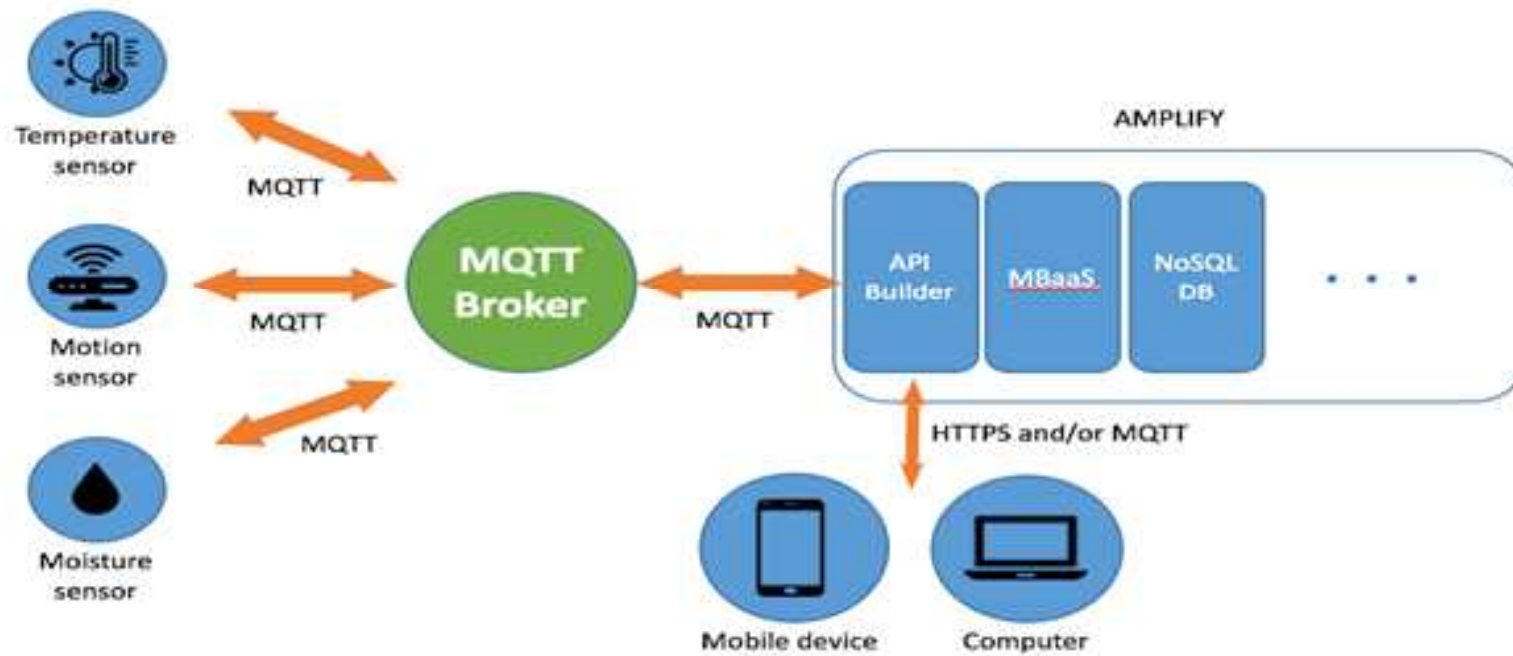 Temperature
sensor
MQTT
Motion
sensor
MQTT
Moisture
sensor
MQTT
MQTT
Broker
MQTT
AMPLIFY
API
Builder
MBaaS
NoSQL
DB
. . .
HTTPS and/or MQTT
Mobile device
Computer